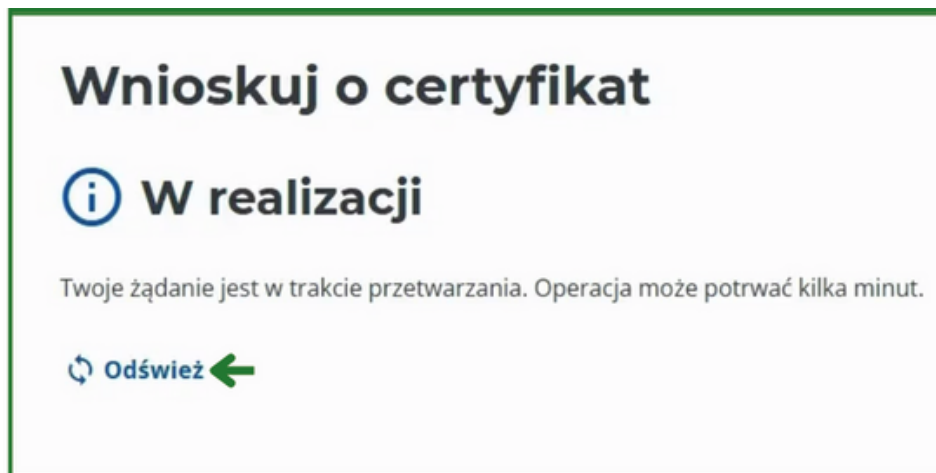 Wnioskuj o certyfikat
W realizacji
Twoje żądanie jest w trakcie przetwarzania. Operacja może potrwać kilka minut.
Odśwież